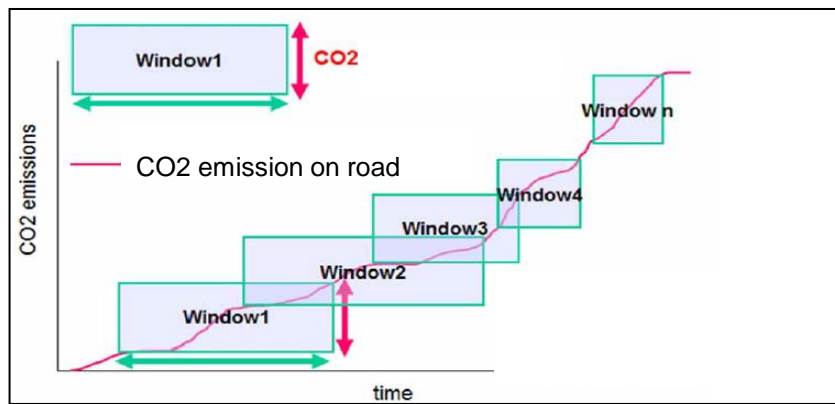 Window1
CO2
Window n
CO2 emission on road
CO2 emissions
Window4
Window3
Window2
Window1
time